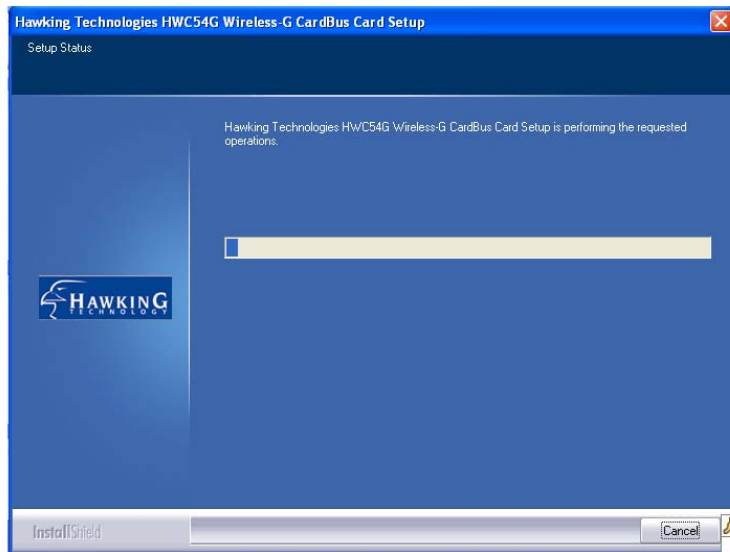 Hawking Technologies HWC54G Wireless-G CardBus Card Setup
Setup Status
Hawking Technologies HWC54G Wireless-G CardBus Card Setup is performing the requested
operations.
HAWKING
TECHNOLOGY
InstallShield
Cancel